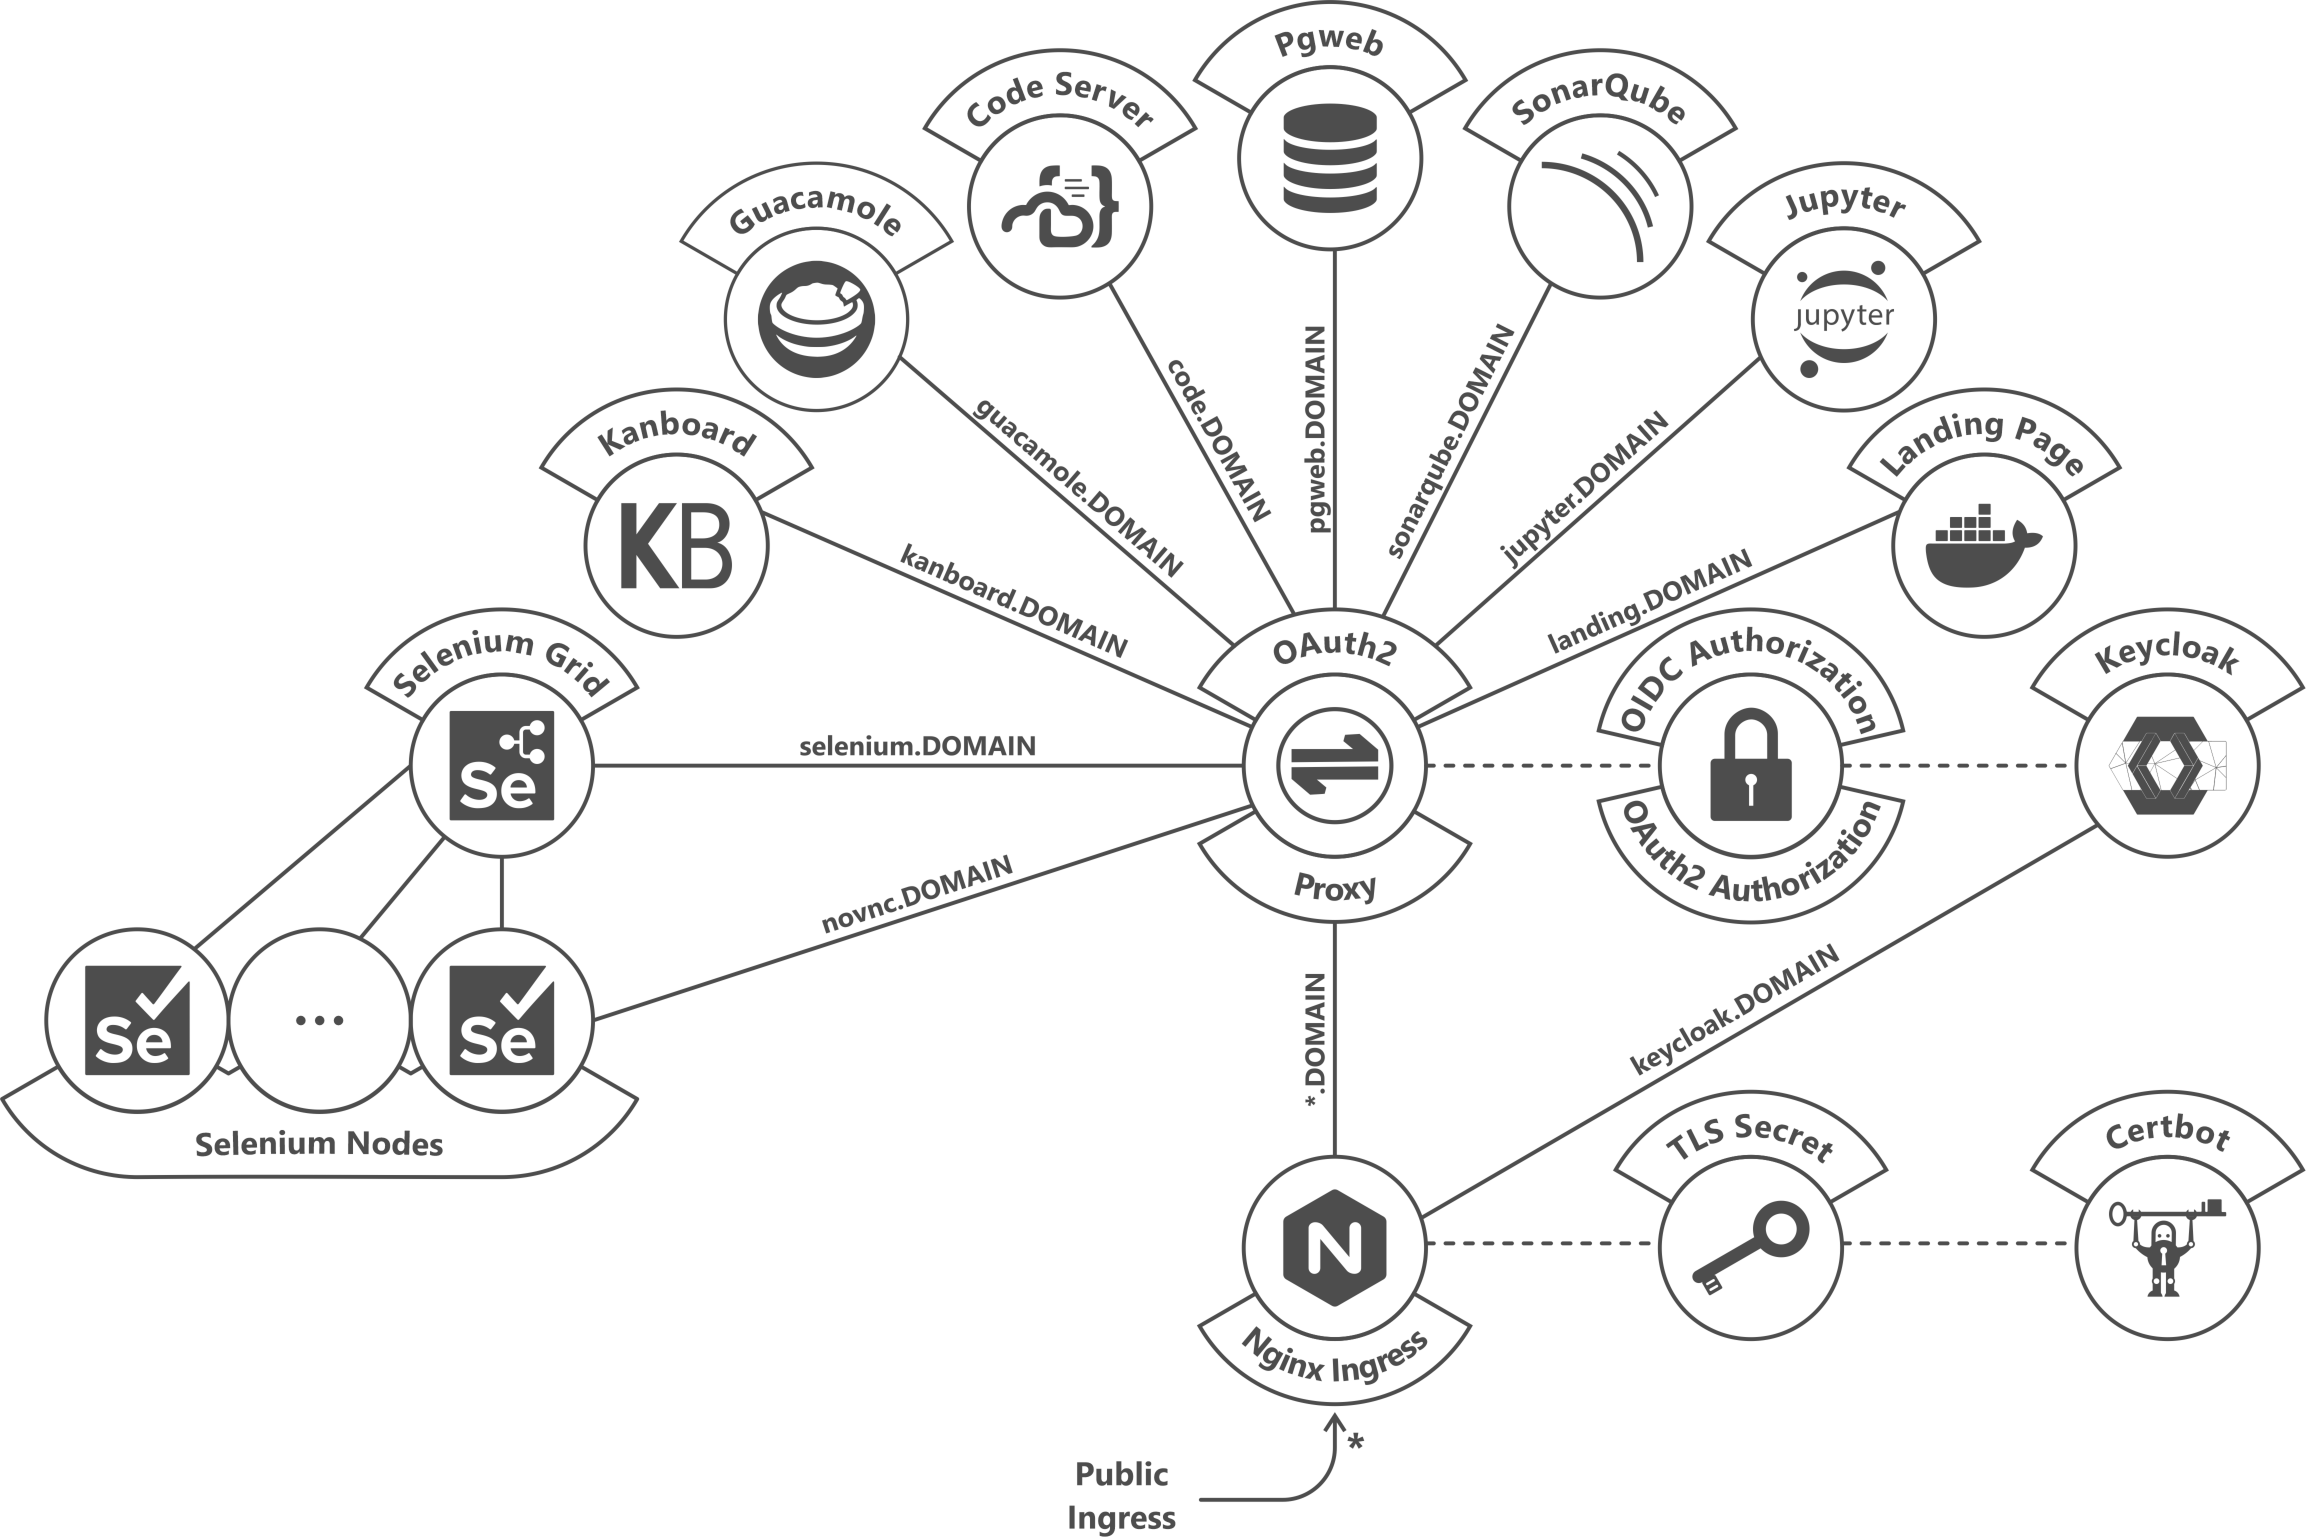 Pgweb
Code Server
SonarQube
Guacamole
Jupyter
jupyter
Kanboard
KB
Landing Page
code.DOMAIN
pgweb.DOMAIN
sonarqube.DOMAIN
guacamole.DOMAIN
jupyter.DOMAIN
kanboard.DOMAIN
landing.DOMAIN
Selenium Grid
Se
OAuth2
Proxy
OIDC Authorization
OAuth2 Authorization
Keycloak
selenium.DOMAIN
novnc.DOMAIN
Se
...
Se
Selenium Nodes
*.DOMAIN
keycloak.DOMAIN
TLS Secret
Certbot
N
Nginx Ingress
*
Public
Ingress